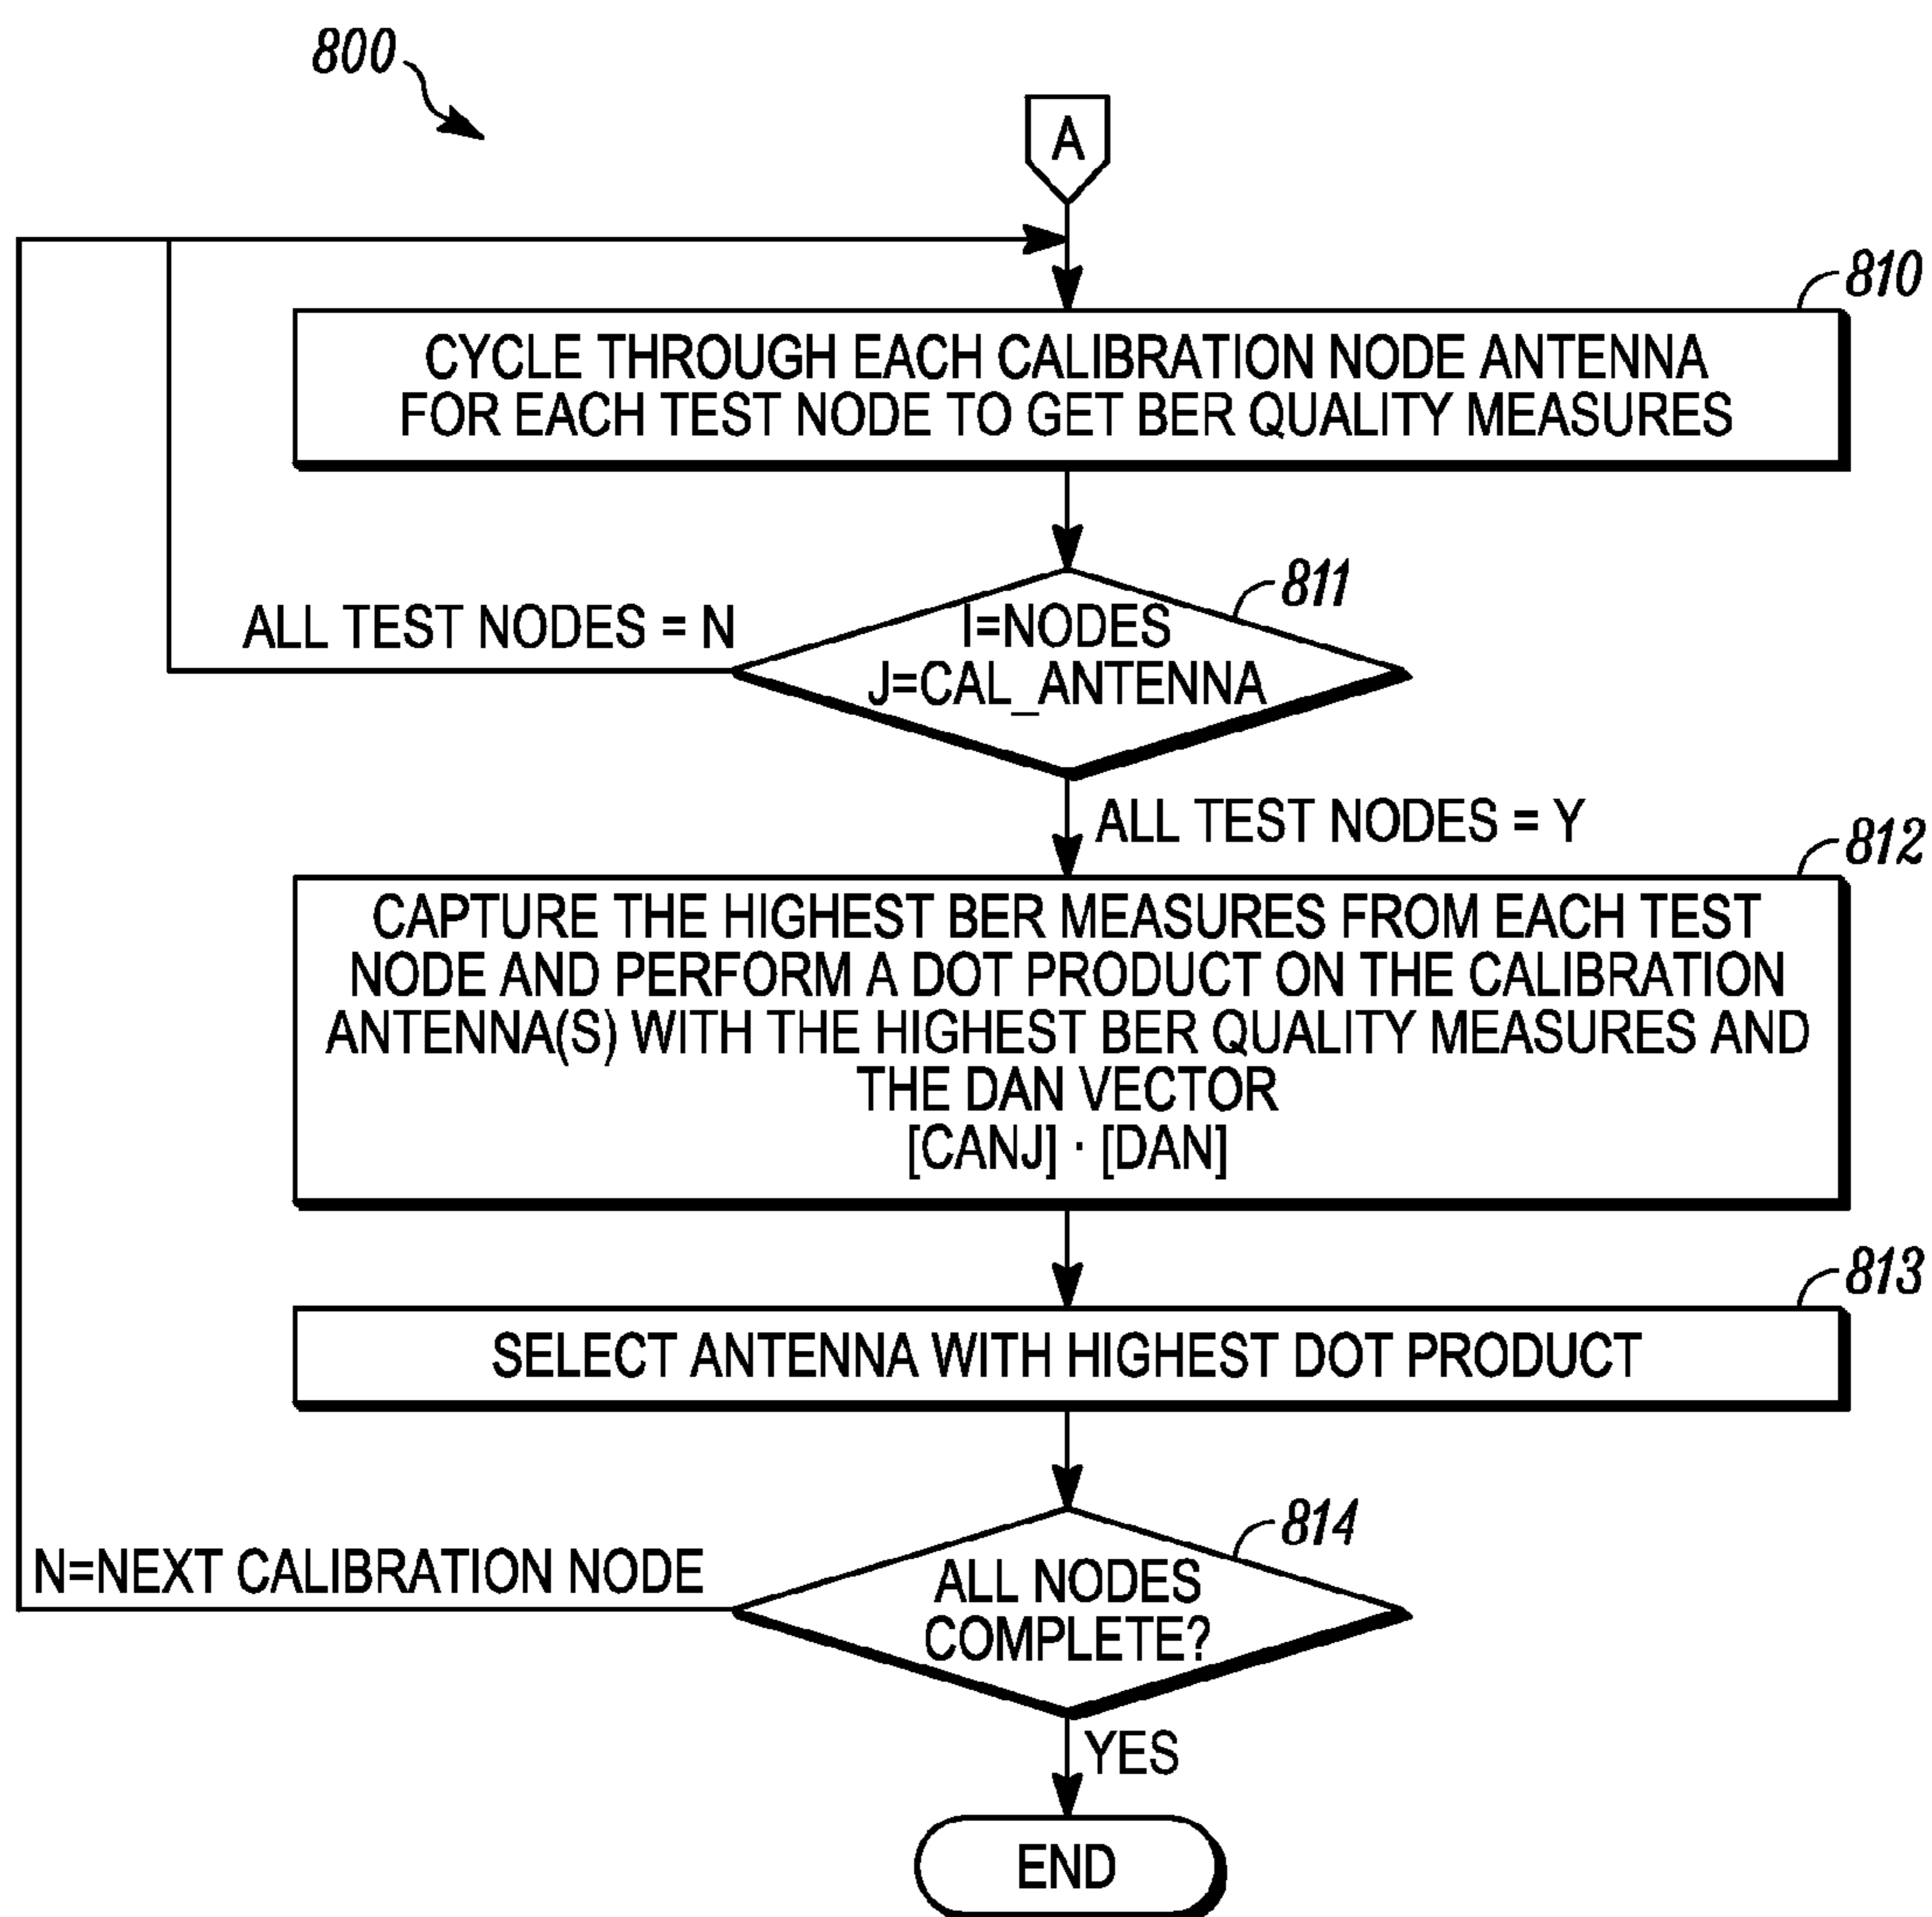 800
A
810
CYCLE THROUGH EACH CALIBRATION NODE ANTENNA
FOR EACH TEST NODE TO GET BER QUALITY MEASURES
811
ALL TEST NODES = N
I=NODES
J=CAL_ANTENNA
ALL TEST NODES = Y
812
CAPTURE THE HIGHEST BER MEASURES FROM EACH TEST
NODE AND PERFORM A DOT PRODUCT ON THE CALIBRATION
ANTENNA(S) WITH THE HIGHEST BER QUALITY MEASURES AND
THE DAN VECTOR
[CANJ] · [DAN]
813
SELECT ANTENNA WITH HIGHEST DOT PRODUCT
814
N=NEXT CALIBRATION NODE
ALL NODES
COMPLETE?
YES
END